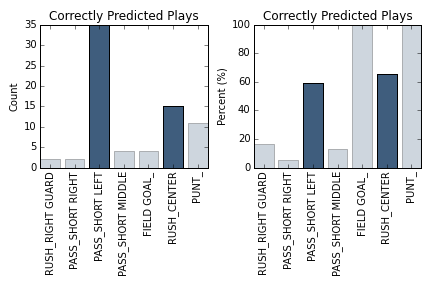 Correctly Predicted Plays
Count
35
30
25
20
15
10
5
0
RUSH_RIGHT GUARD
PASS_SHORT RIGHT
PASS_SHORT LEFT
PASS_SHORT MIDDLE
FIELD GOAL_
RUSH_CENTER
PUNT_
Correctly Predicted Plays
Percent (%)
100
80
60
40
20
0
RUSH_RIGHT GUARD
PASS_SHORT RIGHT
PASS_SHORT LEFT
PASS_SHORT MIDDLE
FIELD GOAL_
RUSH_CENTER
PUNT_